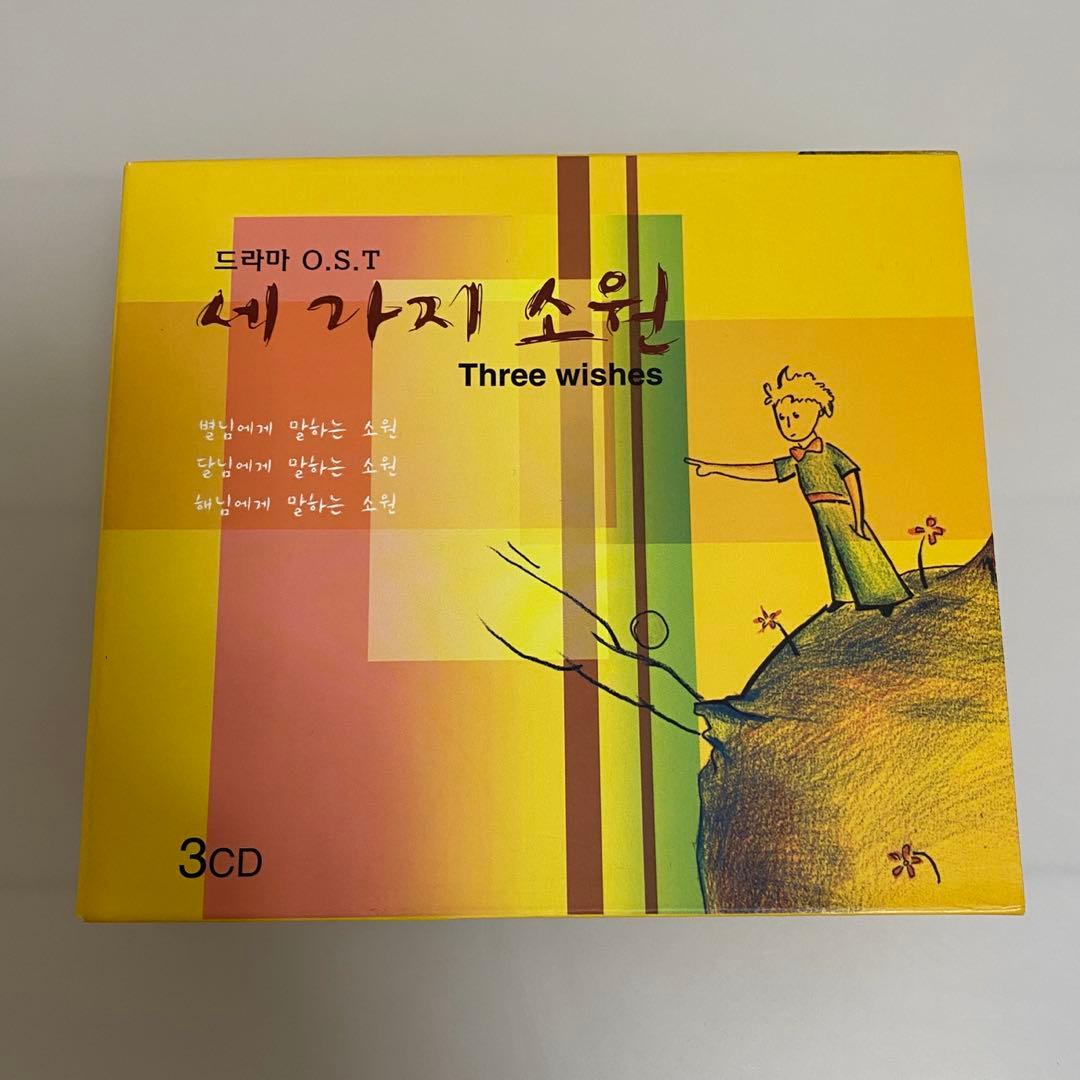 드라마 O.S.T
세 가지 소원
Three wishes
별님에게 말하는 소원
달님에게 말하는 소원
해님에게 말하는 소원
3CD